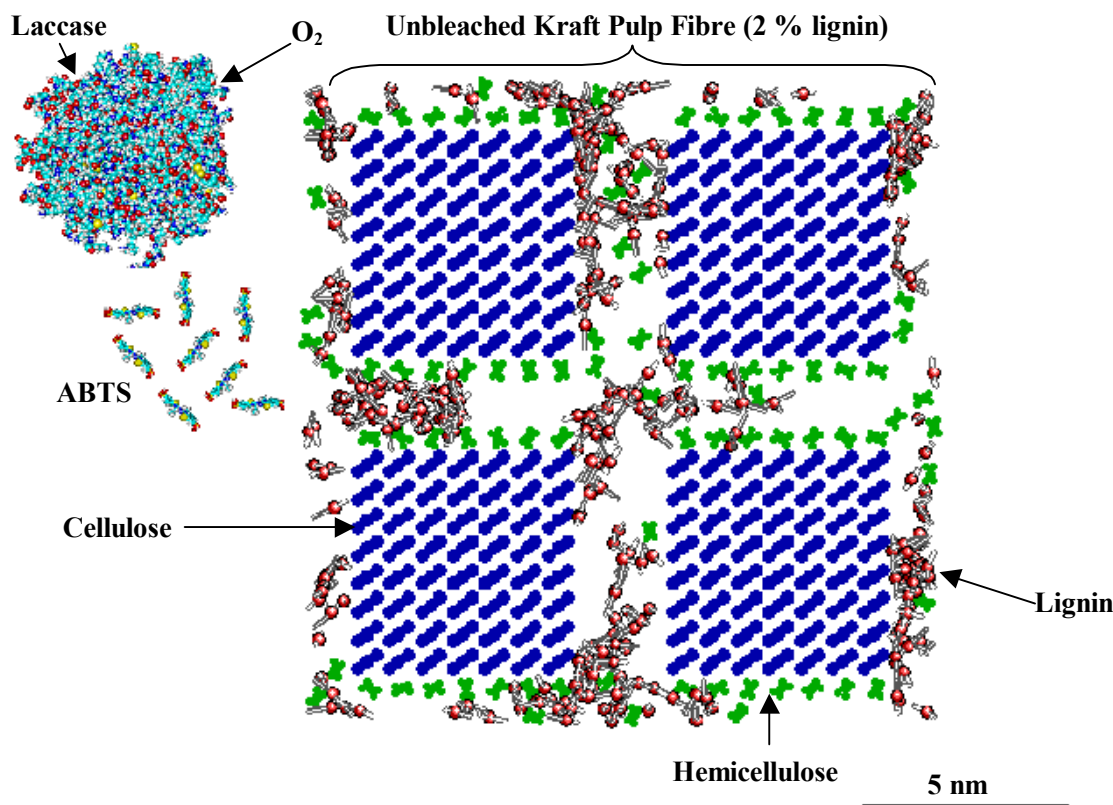 Laccase
O₂
Unbleached Kraft Pulp Fibre (2 % lignin)
ABTS
Cellulose
Lignin
Hemicellulose
5 nm